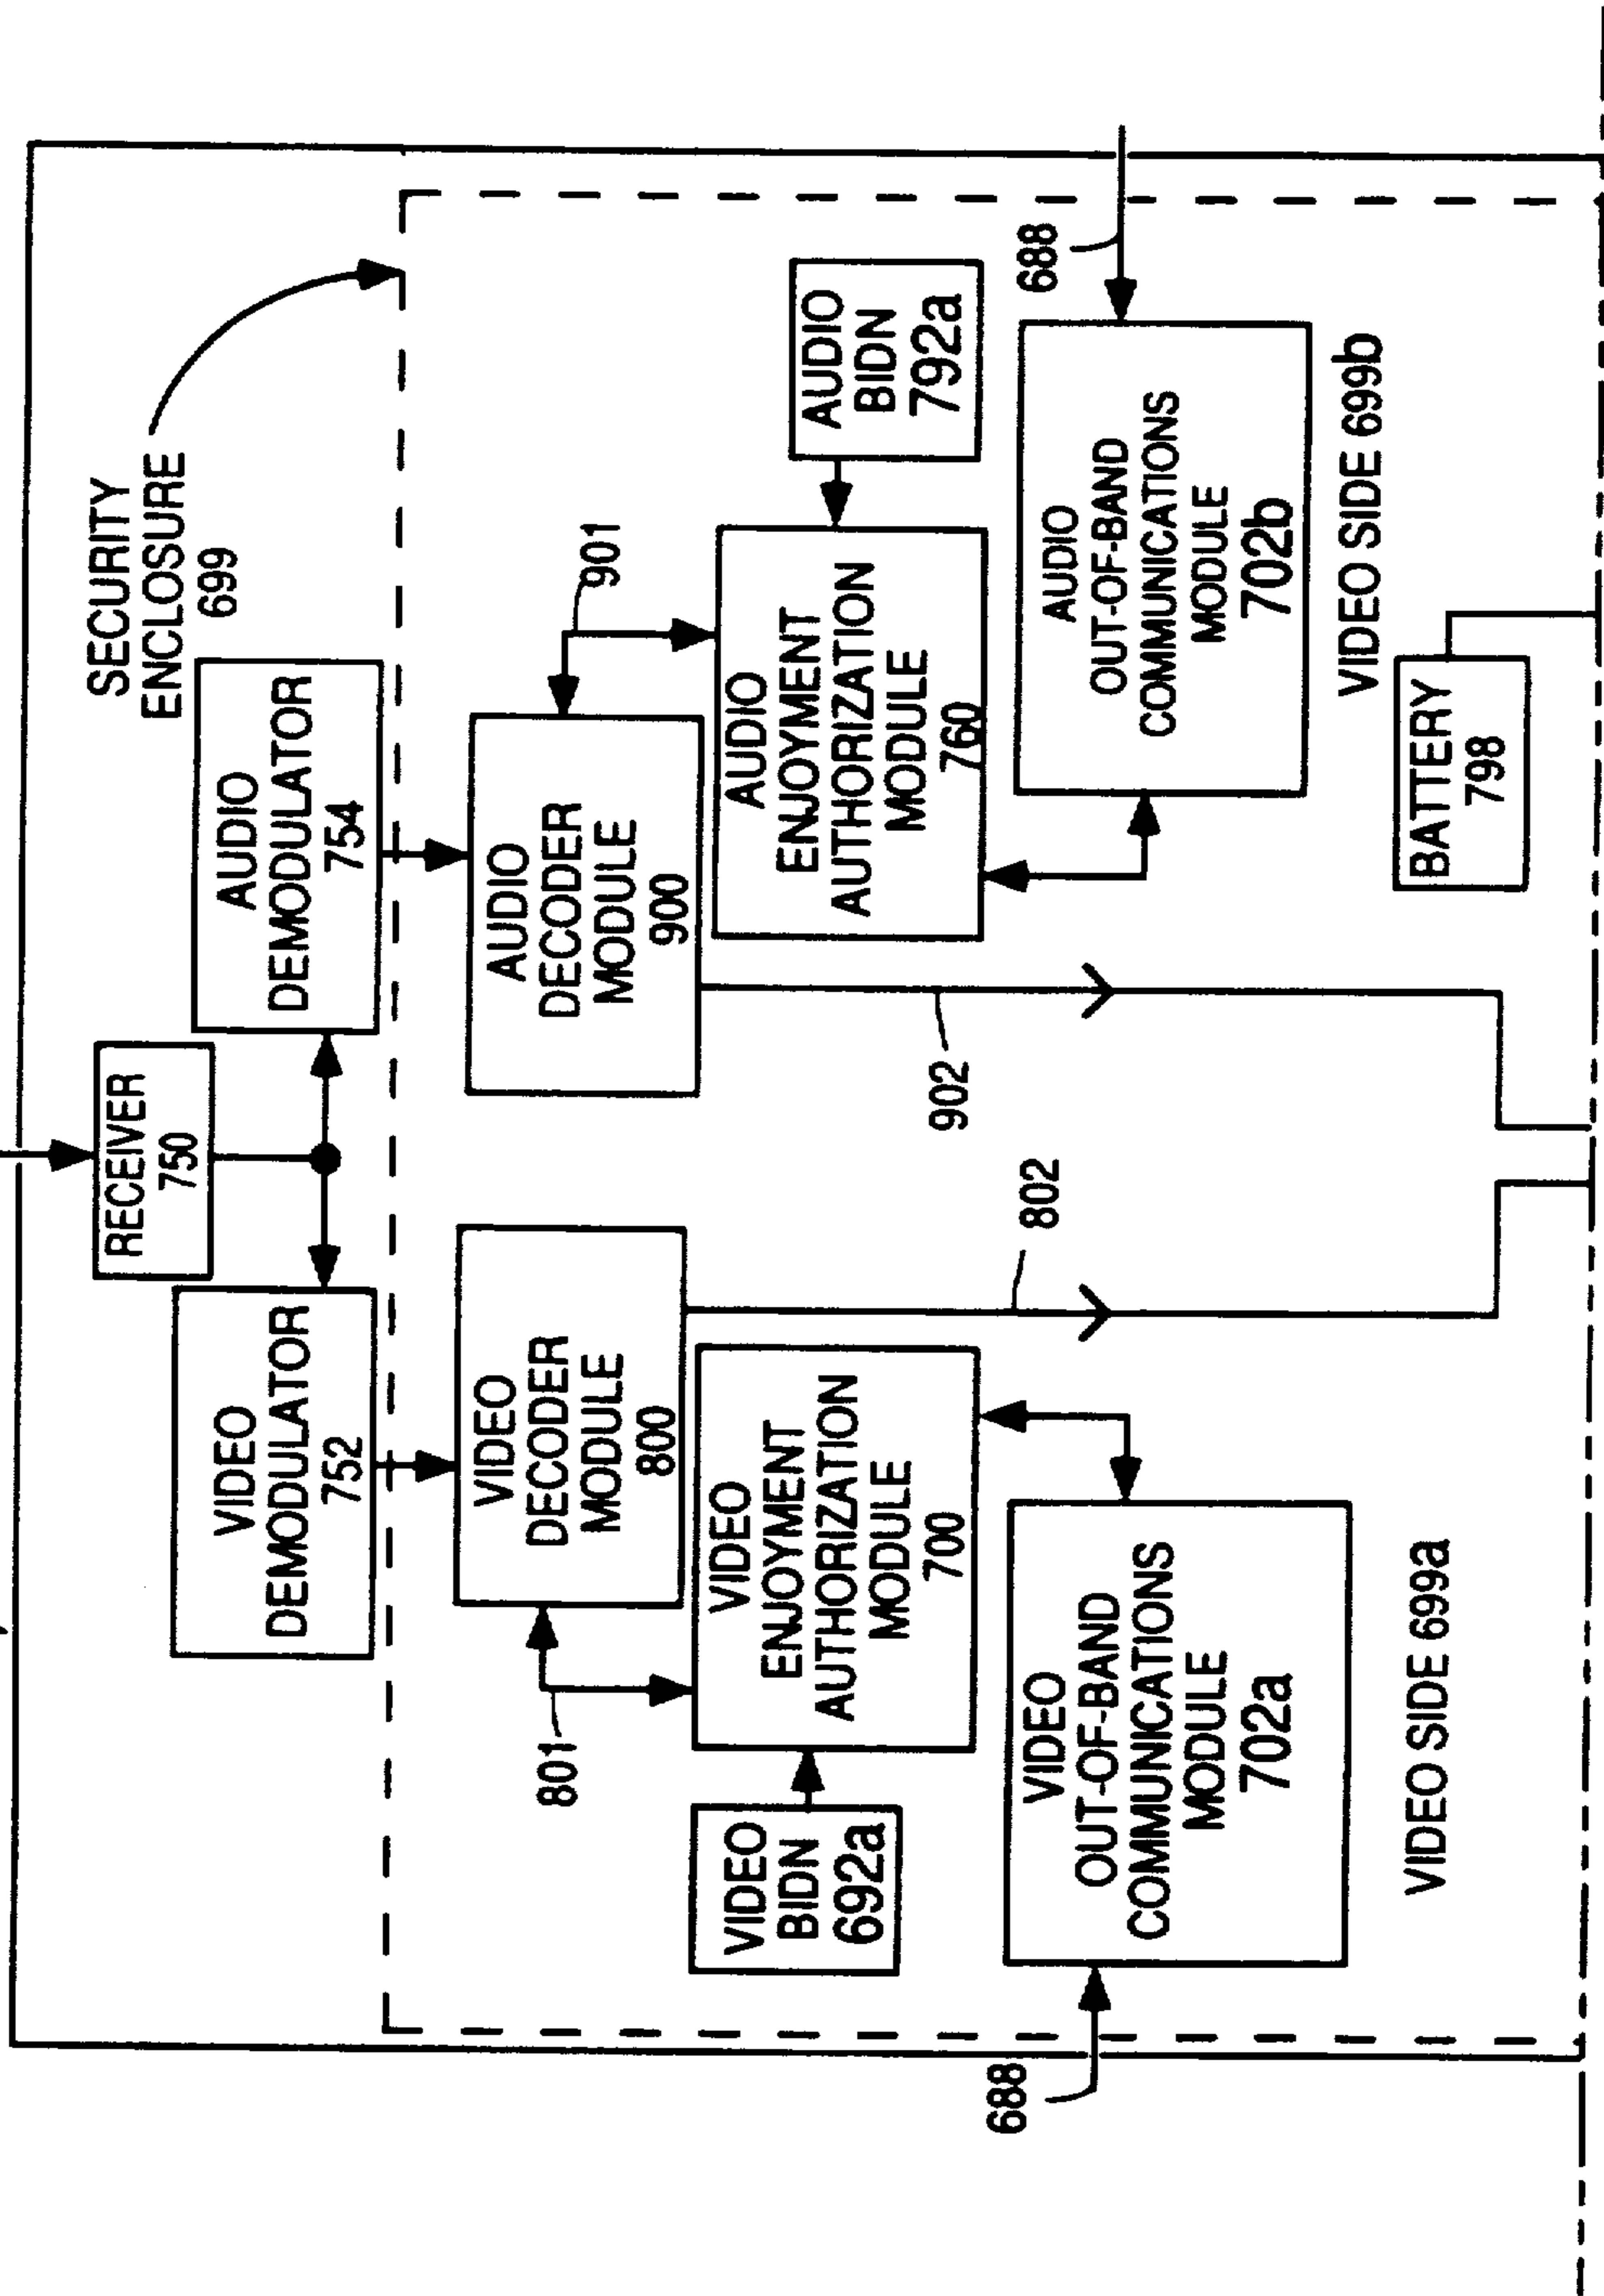 SECURITY
ENCLOSURE
699
RECEIVER
750
VIDEO
DEMODULATOR
752
AUDIO
DEMODULATOR
754
VIDEO
DECODER
MODULE
800
AUDIO
DECODER
MODULE
900
801
901
VIDEO
BIDN
692a
VIDEO
ENJOYMENT
AUTHORIZATION
MODULE
700
AUDIO
ENJOYMENT
AUTHORIZATION
MODULE
760
AUDIO
BIDN
792a
802
902
688
VIDEO
OUT-OF-BAND
COMMUNICATIONS
MODULE
702a
AUDIO
OUT-OF-BAND
COMMUNICATIONS
MODULE
702b
688
VIDEO SIDE 699a
VIDEO SIDE 699b
BATTERY
798